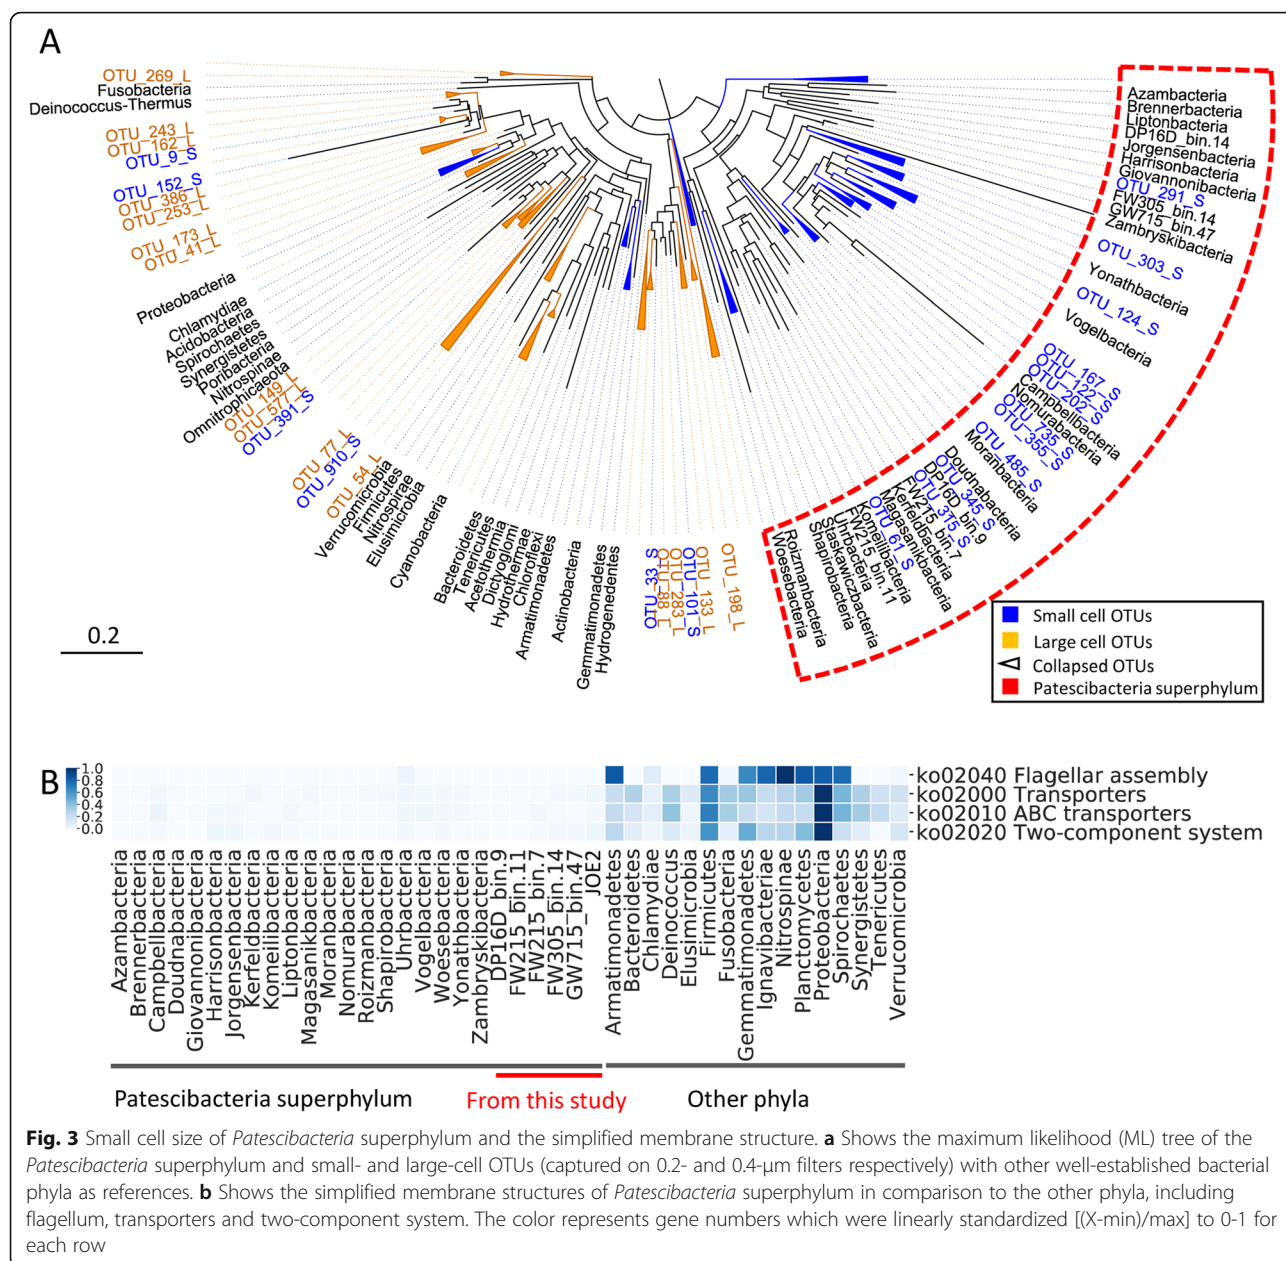 A
OTU_269_L
Fusobacteria
Deinococcus-Thermus
OTU_243_L
OTU_162_L
OTU_9_S
OTU_152_S
OTU_386_L
OTU_253_L
OTU_173_L
OTU_41_L
Proteobacteria
Chlamydiae
Acidobacteria
Spirochaetes
Synergistetes
Poribacteria
Nitrospinae
Omnitrophicaeota
OTU_149_L
OTU_577_L
OTU_391_S
OTU_77_L
OTU_910_S
OTU_54_L
Verrucomicrobia
Firmicutes
Nitrospirae
Elusimicrobia
Cyanobacteria
Bacteroidetes
Tenericutes
Acetothermia
Dictyoglomi
Hydrothermae
Chloroflexi
Armatimonadetes
Actinobacteria
Gemmatimonadetes
Hydrogenedentes
OTU_33_S
OTU_88_L
OTU_283_L
OTU_101_S
OTU_133_L
OTU_198_L
Woesebacteria
Roizmanbacteria
Shapirobacteria
Staskawiczbacteria
Uhrbacteria
FW215_bin.11
Komeilibacteria
OTU_61_S
Magasanikbacteria
Kerfeldbacteria
FW215_bin.7
OTU_315_S
DP16D_bin.9
OTU_345_S
Doudnabacteria
Moranbacteria
OTU_485_S
OTU_355_S
OTU_735_S
Nomurabacteria
Campbellbacteria
OTU_202_S
OTU_122_S
OTU_167_S
Vogelbacteria
OTU_124_S
Yonathbacteria
OTU_303_S
Zambryskibacteria
GW715_bin.47
FW305_bin.14
OTU_291_S
Giovannonibacteria
Harrisonbacteria
Jorgensenbacteria
DP16D_bin.14
Liptonbacteria
Brennerbacteria
Azambacteria
0.2
Small cell OTUs
Large cell OTUs
Collapsed OTUs
Patescibacteria superphylum
B
1.0
0.8
0.6
0.4
0.2
0.0
ko02040 Flagellar assembly
ko02000 Transporters
ko02010 ABC transporters
ko02020 Two-component system
Azambacteria
Brennerbacteria
Campbellbacteria
Doudnabacteria
Giovannonibacteria
Harrisonbacteria
Jorgensenbacteria
Kerfeldbacteria
Komeilibacteria
Liptonbacteria
Magasanikbacteria
Moranbacteria
Nomurabacteria
Roizmanbacteria
Shapirobacteria
Uhrbacteria
Vogelbacteria
Woesebacteria
Yonathbacteria
Zambryskibacteria
DP16D_bin.9
FW215_bin.11
FW215_bin.7
FW305_bin.14
GW715_bin.47
JOE2
Armatimonadetes
Bacteroidetes
Chlamydiae
Deinococcus
Elusimicrobia
Firmicutes
Fusobacteria
Gemmatimonadetes
Ignavibacteriae
Nitrospinae
Planctomycetes
Proteobacteria
Spirochaetes
Synergistetes
Tenericutes
Verrucomicrobia
Patescibacteria superphylum
From this study
Other phyla
Fig. 3 Small cell size of Patescibacteria superphylum and the simplified membrane structure. a Shows the maximum likelihood (ML) tree of the
Patescibacteria superphylum and small- and large-cell OTUs (captured on 0.2- and 0.4-μm filters respectively) with other well-established bacterial
phyla as references. b Shows the simplified membrane structures of Patescibacteria superphylum in comparison to the other phyla, including
flagellum, transporters and two-component system. The color represents gene numbers which were linearly standardized [(X-min)/max] to 0-1 for
each row